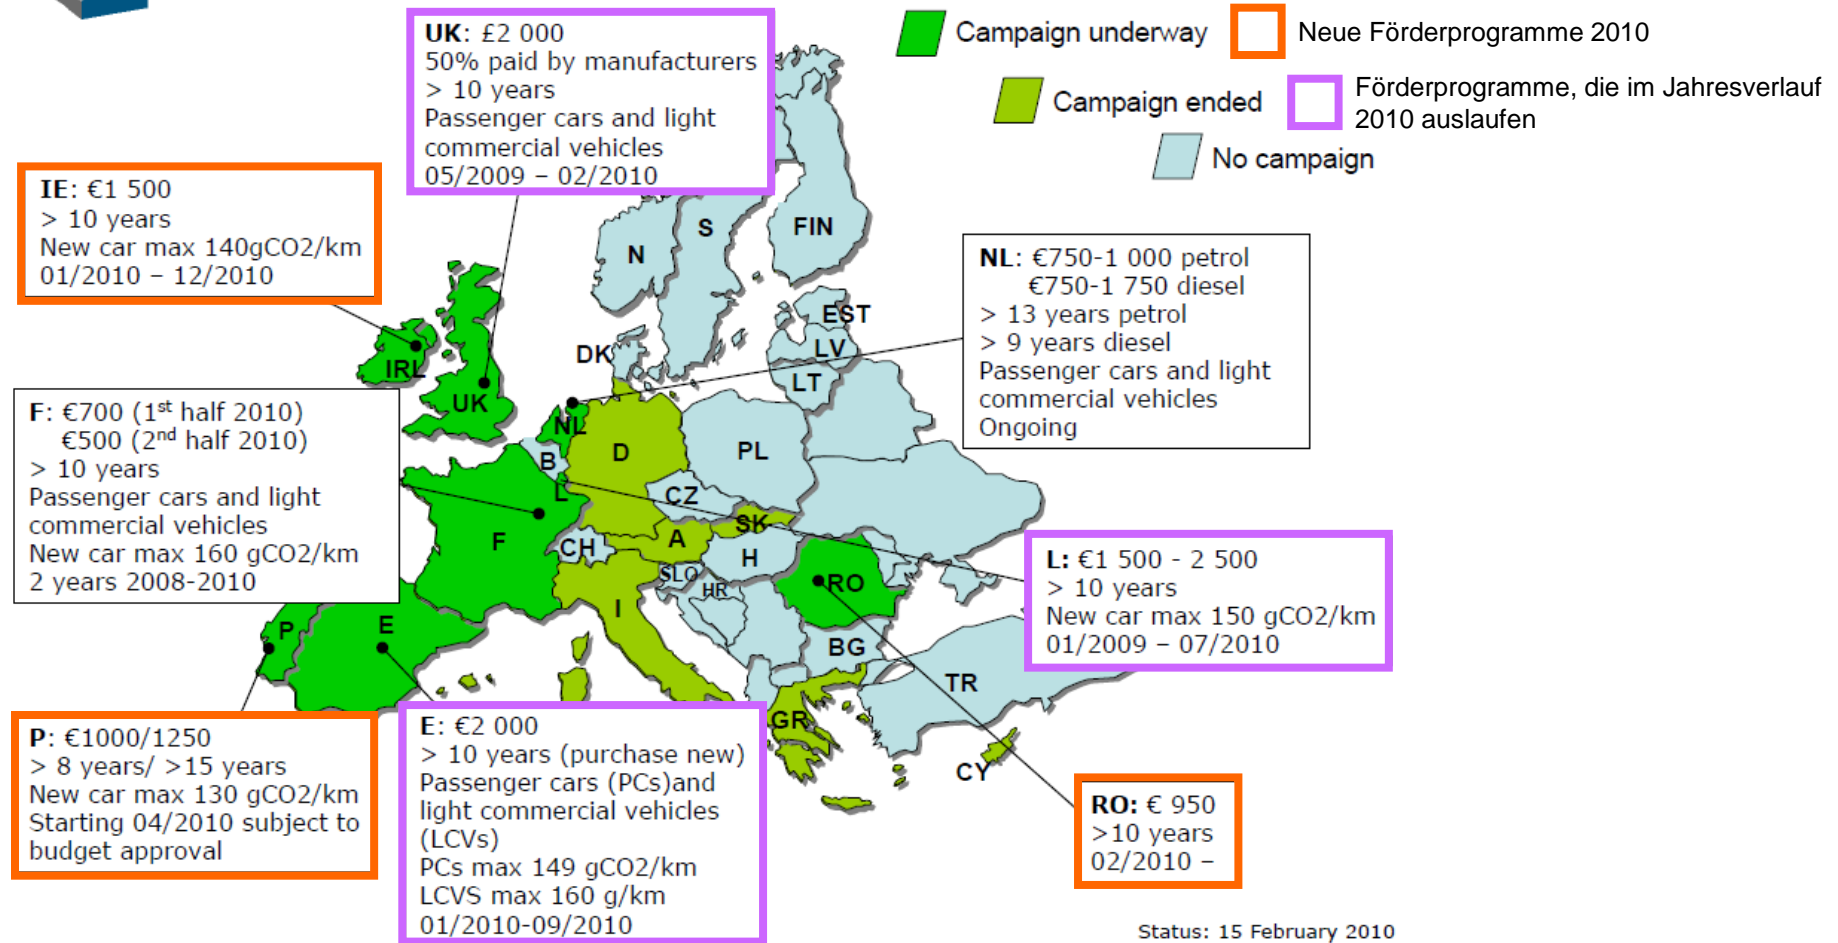 UK: £2 000
50% paid by manufacturers
> 10 years
Passenger cars and light
commercial vehicles
05/2009 – 02/2010
Campaign underway
Neue Förderprogramme 2010
Campaign ended
Förderprogramme, die im Jahresverlauf
2010 auslaufen
No campaign
IE: €1 500
> 10 years
New car max 140gCO2/km
01/2010 – 12/2010
NL: €750-1 000 petrol
€750-1 750 diesel
> 13 years petrol
> 9 years diesel
Passenger cars and light
commercial vehicles
Ongoing
F: €700 (1st half 2010)
€500 (2nd half 2010)
> 10 years
Passenger cars and light
commercial vehicles
New car max 160 gCO2/km
2 years 2008-2010
N
S
FIN
EST
LV
LT
DK
IRL
UK
NL
B
D
PL
L
CZ
SK
F
CH
A
H
SLO
HR
RO
I
P
E
BG
TR
GR
CY
L: €1 500 - 2 500
> 10 years
New car max 150 gCO2/km
01/2009 – 07/2010
P: €1000/1250
> 8 years/ >15 years
New car max 130 gCO2/km
Starting 04/2010 subject to
budget approval
E: €2 000
> 10 years (purchase new)
Passenger cars (PCs)and
light commercial vehicles
(LCVs)
PCs max 149 gCO2/km
LCVS max 160 g/km
01/2010-09/2010
RO: € 950
>10 years
02/2010 –
Status: 15 February 2010